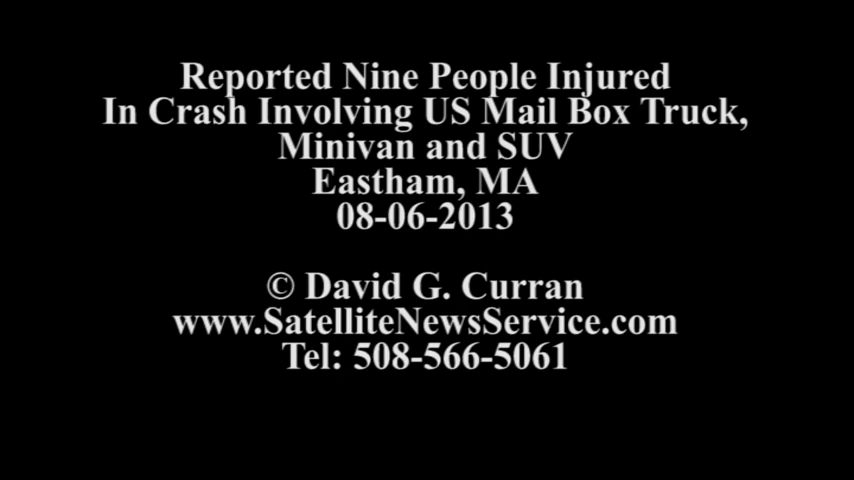 Reported Nine People Injured
In Crash Involving US Mail Box Truck,
Minivan and SUV
Eastham, MA
08-06-2013
© David G. Curran
www.SatelliteNewsService.com
Tel: 508-566-5061